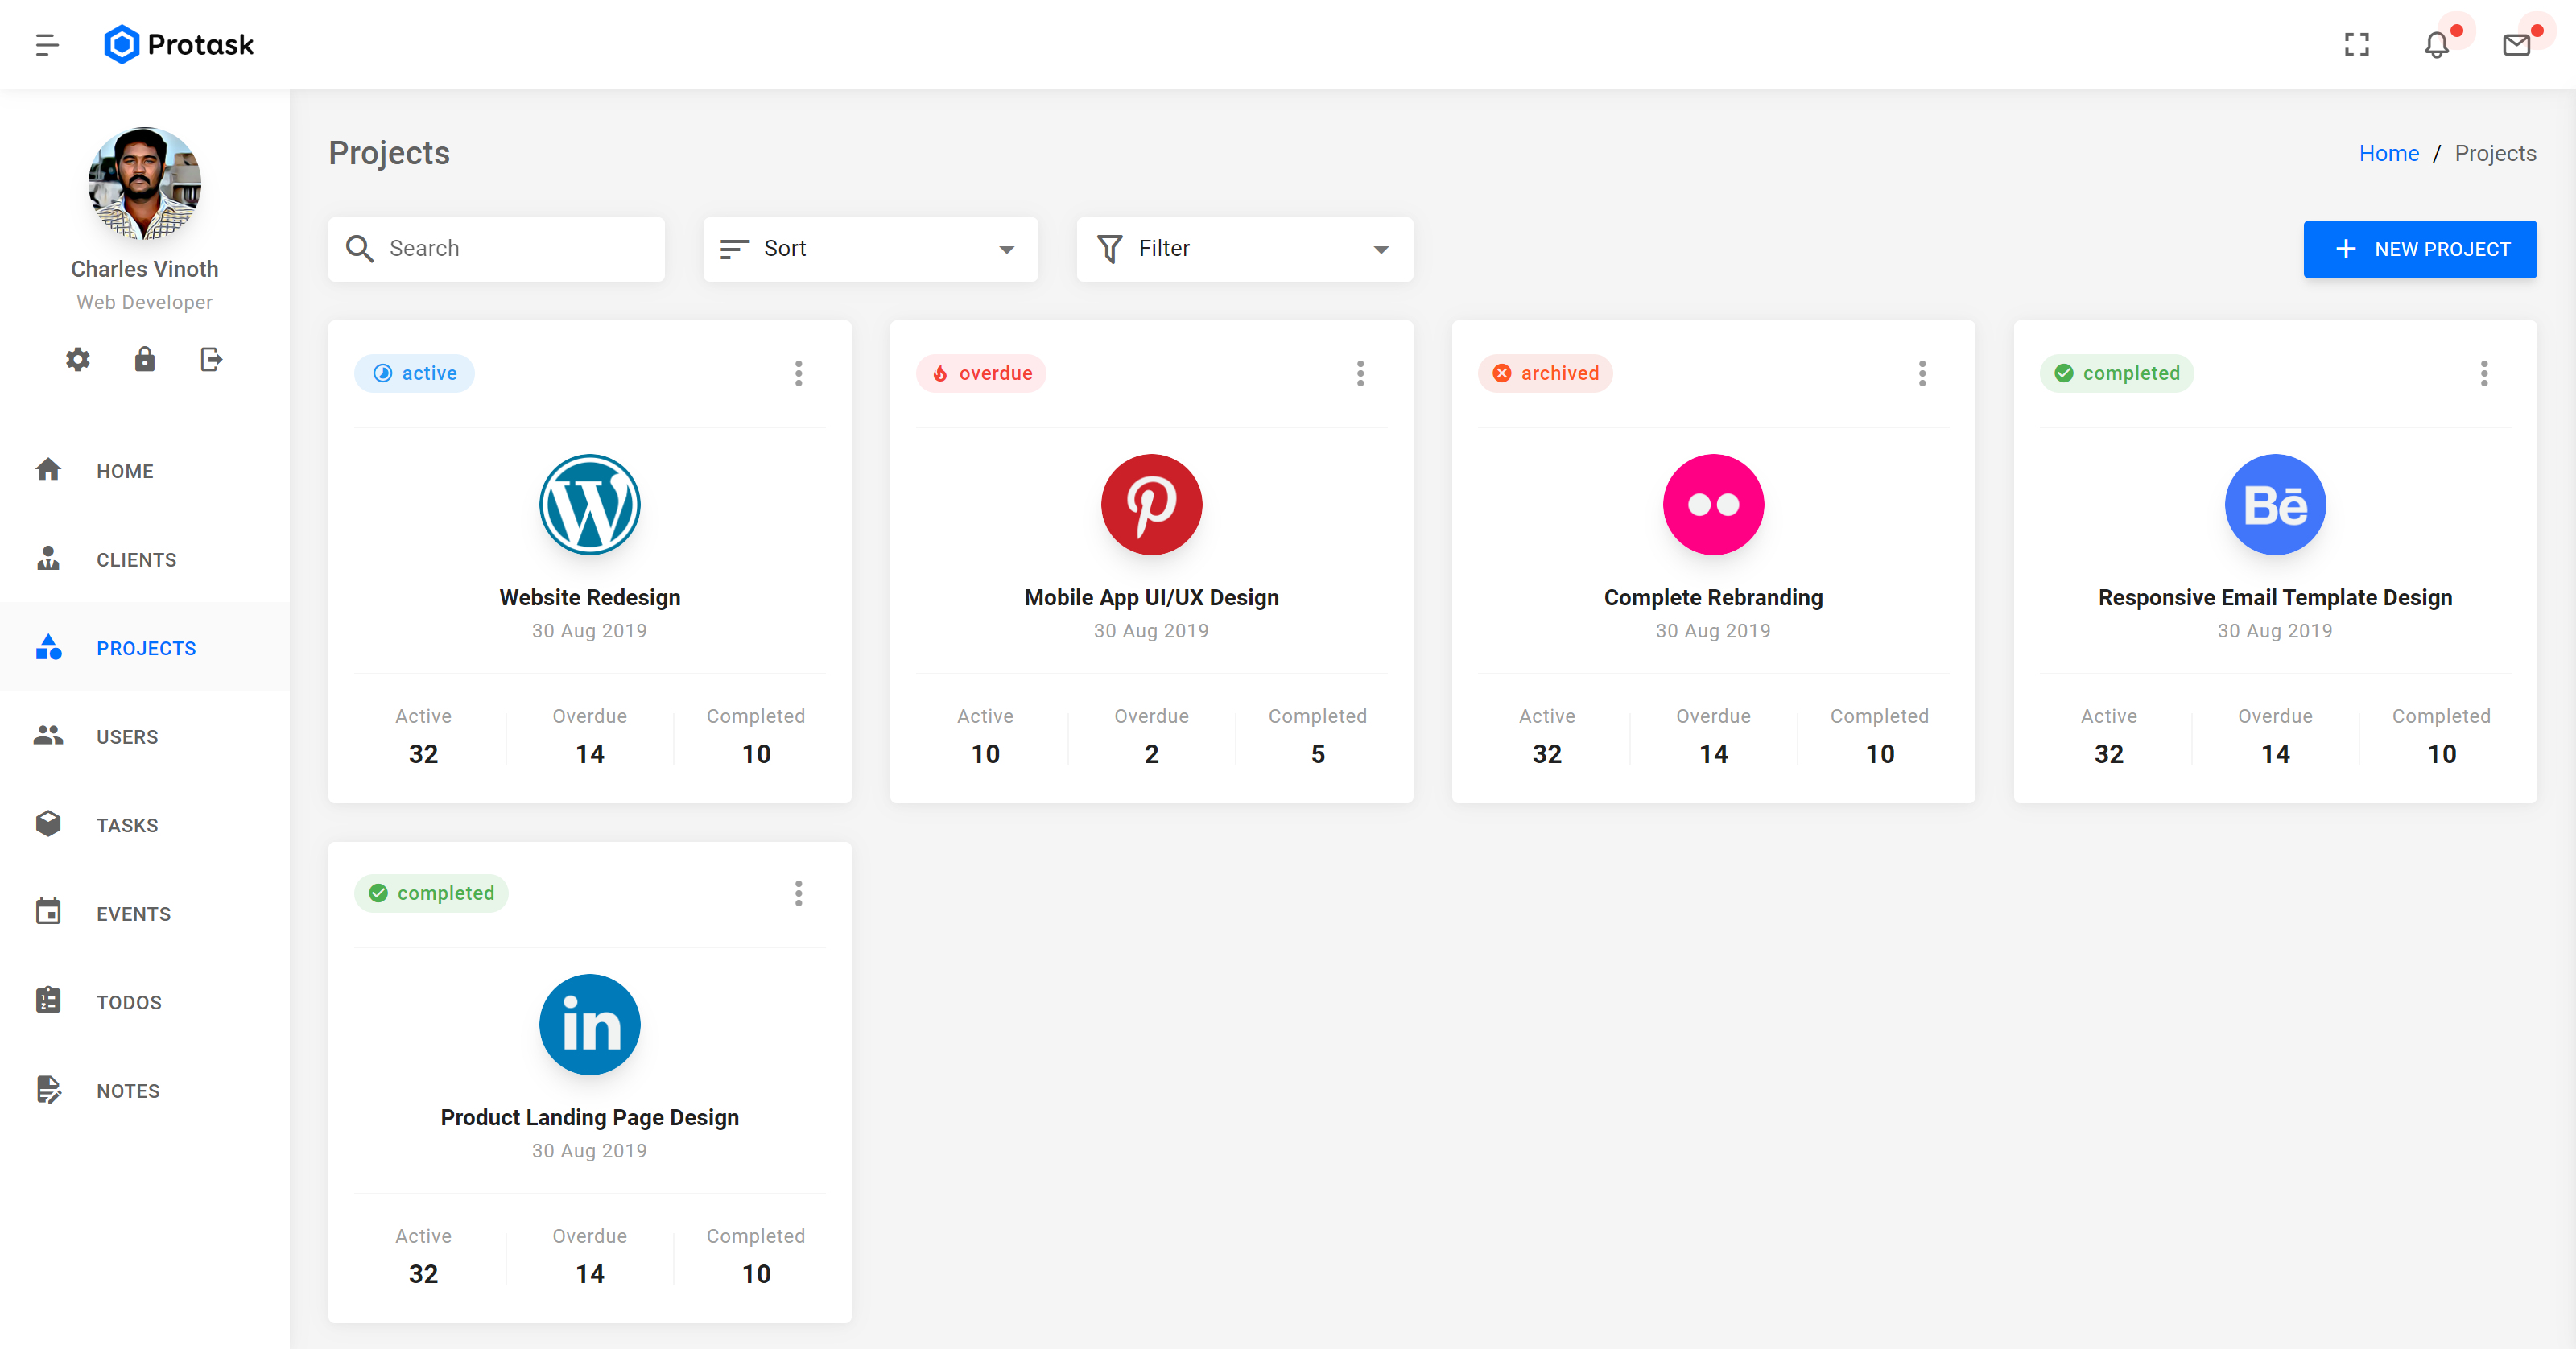 Protask
Charles Vinoth
Web Developer
HOME
CLIENTS
PROJECTS
USERS
TASKS
EVENTS
TODOS
NOTES
Projects
Home / Projects
Search
Sort
Filter
NEW PROJECT
active
Website Redesign
30 Aug 2019
Active Overdue Completed
32 14 10
overdue
Mobile App UI/UX Design
30 Aug 2019
Active Overdue Completed
10 2 5
archived
Complete Rebranding
30 Aug 2019
Active Overdue Completed
32 14 10
completed
Bē
Responsive Email Template Design
30 Aug 2019
Active Overdue Completed
32 14 10
completed
in
Product Landing Page Design
30 Aug 2019
Active Overdue Completed
32 14 10